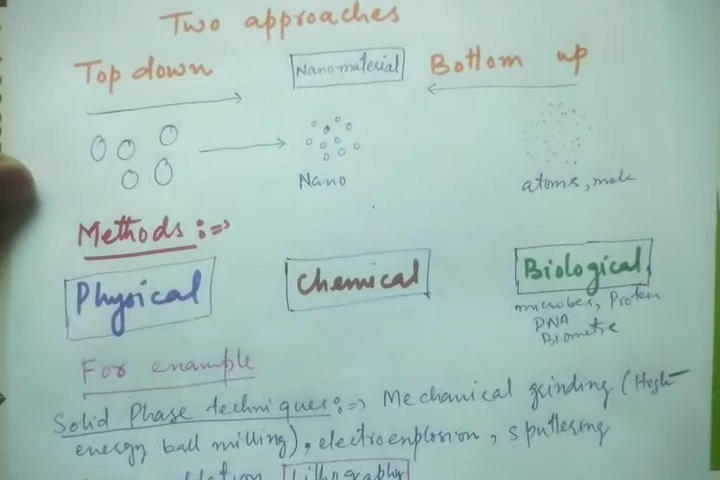 Two approaches
Top down Nanomaterial Bottom up
Nano atoms, mole
Methods :=>
Physical Chemical Biological
microbes, Protein
DNA
For example
Solid Phase techniques :=> Mechanical grinding (High-
energy ball milling), electroexplosion, sputtering
Lithography